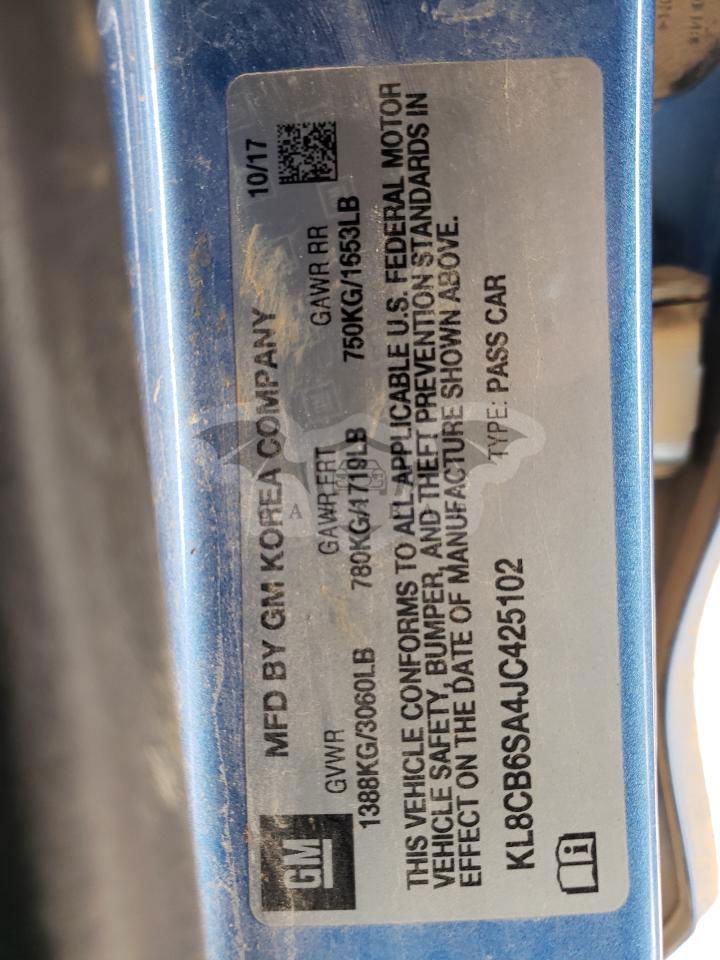 MFD BY GM KOREA COMPANY 10/17
GM
GVWR GAWR FRT GAWR RR
1388KG/3060LB 780KG/1719LB 750KG/1653LB
THIS VEHICLE CONFORMS TO ALL APPLICABLE U.S. FEDERAL MOTOR
VEHICLE SAFETY, BUMPER, AND THEFT PREVENTION STANDARDS IN
EFFECT ON THE DATE OF MANUFACTURE SHOWN ABOVE.
KL8CB6SA4JC425102 TYPE: PASS CAR